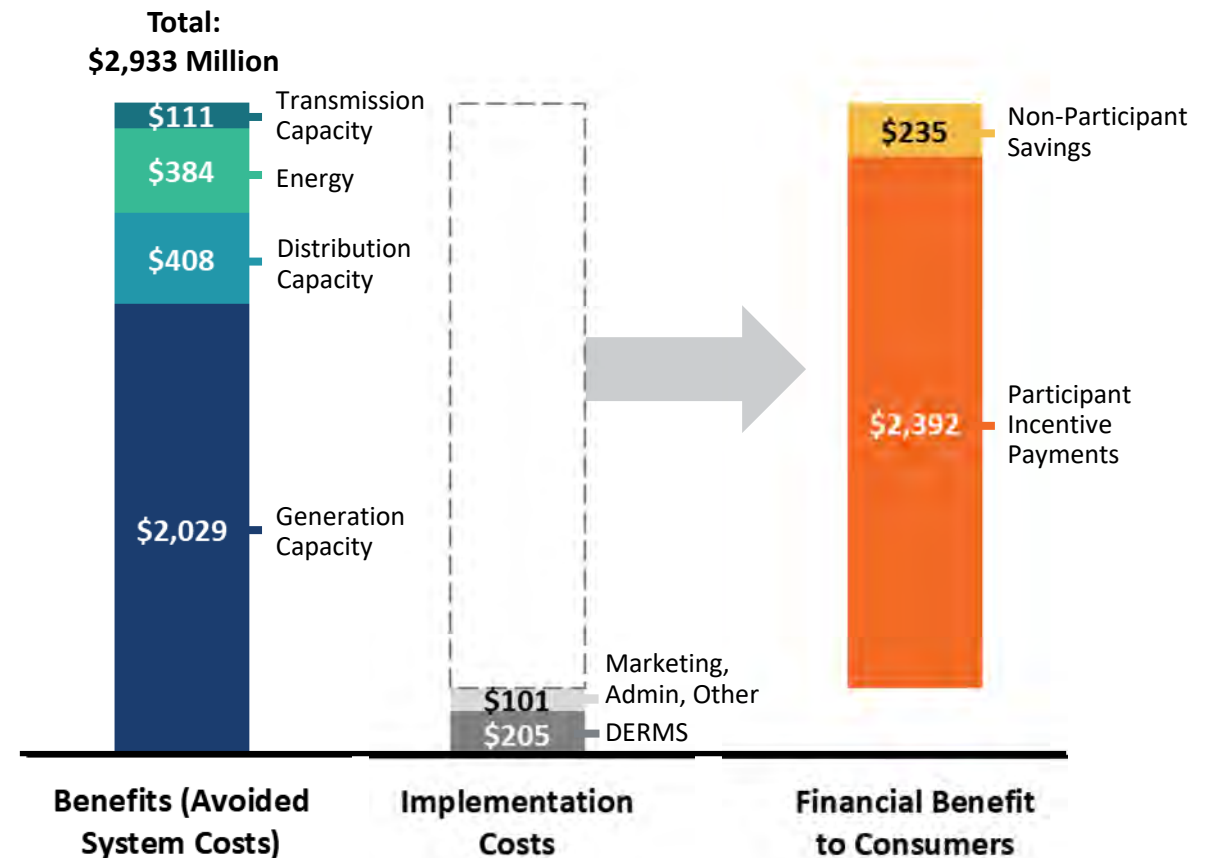 Total:
$2,933 Million
$111
Transmission
Capacity
$384
Energy
$408
Distribution
Capacity
$2,029
Generation
Capacity
Marketing,
Admin, Other
$101
$205
DERMS
$235
Non-Participant
Savings
$2,392
Participant
Incentive
Payments
Benefits (Avoided
System Costs)
Implementation
Costs
Financial Benefit
to Consumers